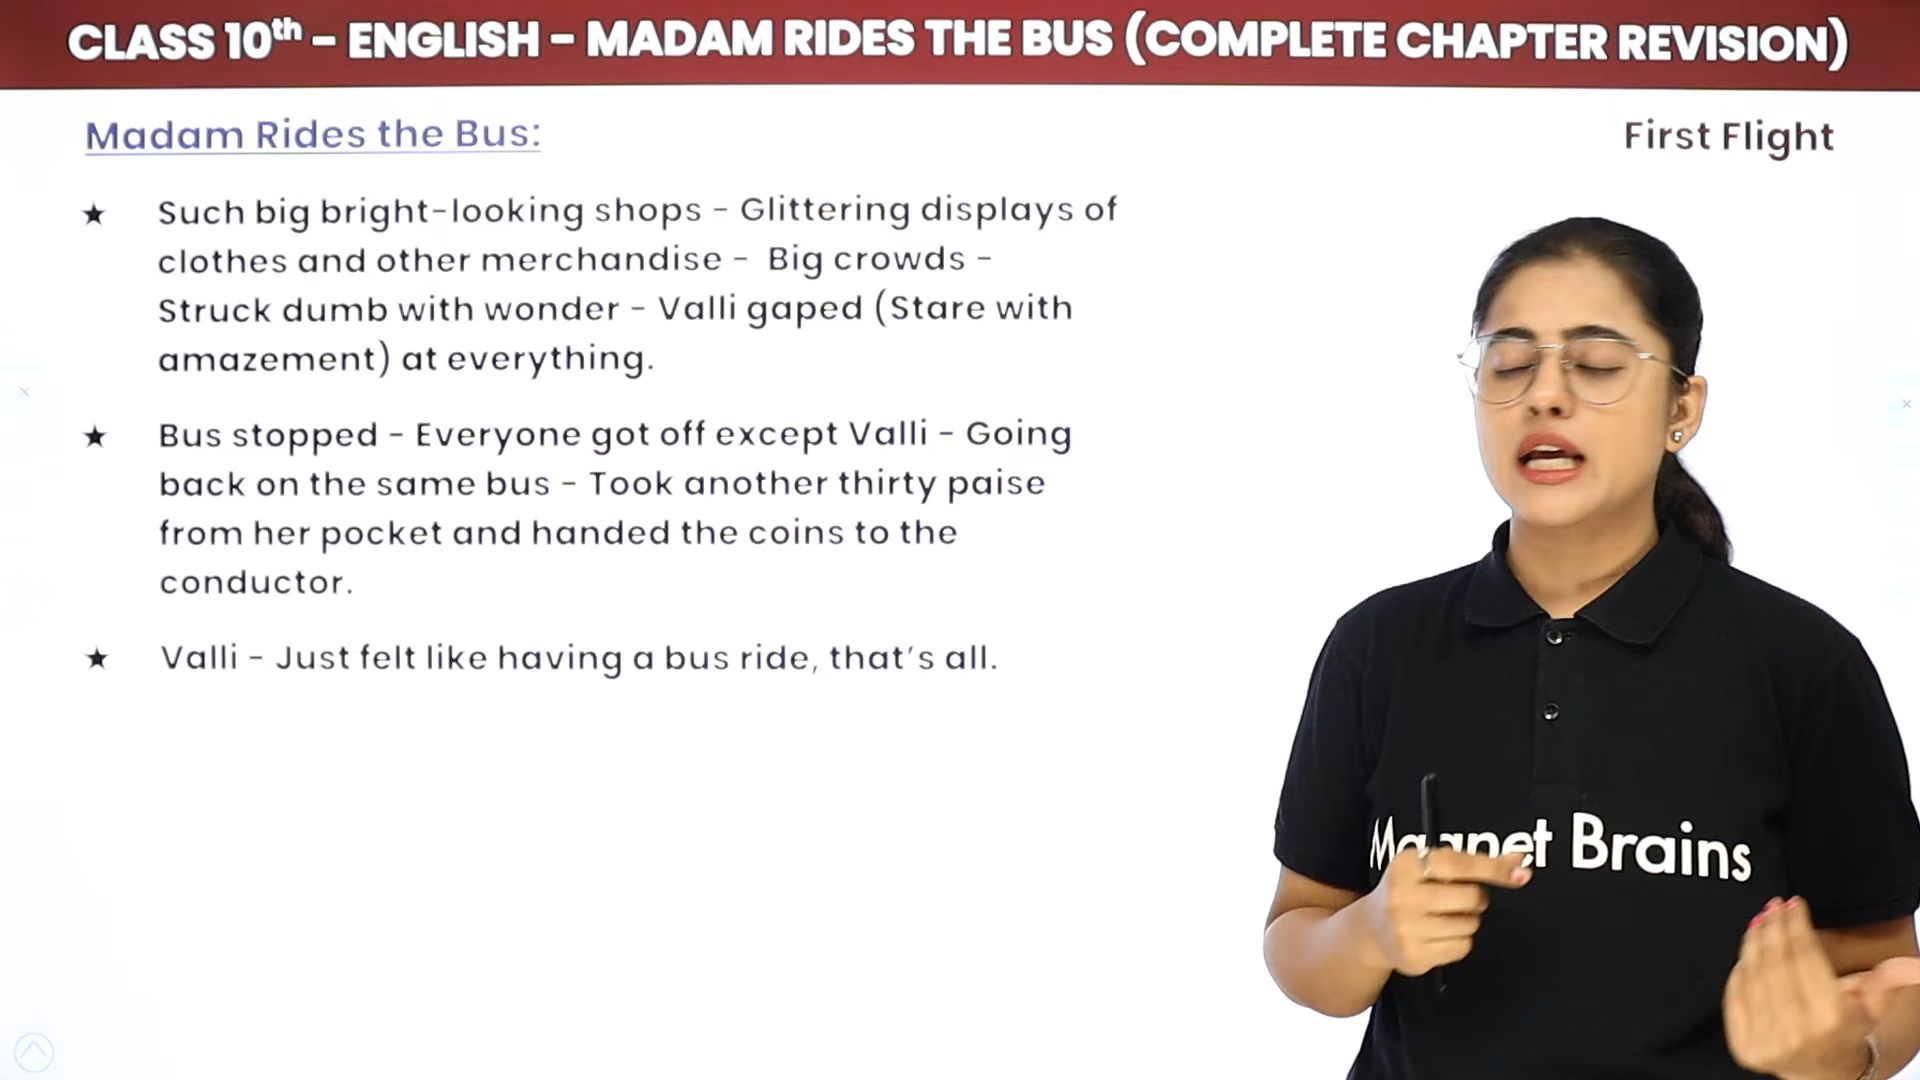 CLASS 10th – ENGLISH – MADAM RIDES THE BUS (COMPLETE CHAPTER REVISION)
Madam Rides the Bus:
First Flight
★ Such big bright-looking shops - Glittering displays of
clothes and other merchandise - Big crowds -
Struck dumb with wonder - Valli gaped (Stare with
amazement) at everything.
★ Bus stopped - Everyone got off except Valli - Going
back on the same bus - Took another thirty paise
from her pocket and handed the coins to the
conductor.
★ Valli - Just felt like having a bus ride, that's all.
Magnet Brains